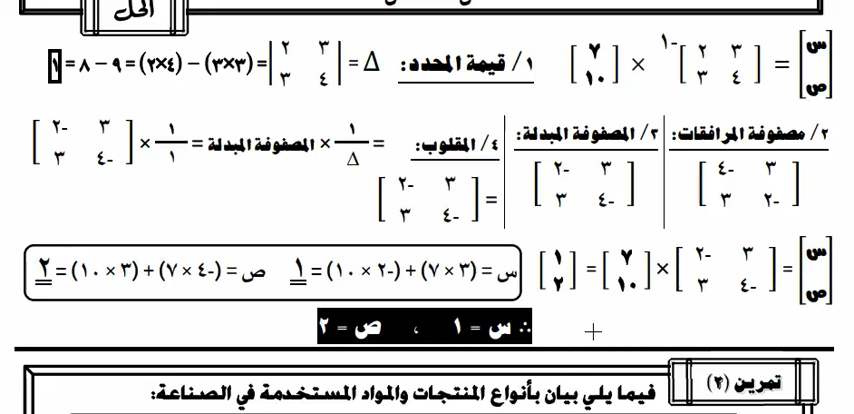 الحل
[س ص] = [٣ ٢ ٤ ٣]-١ × [٧ ١٠] ١/ قيمة المحدد: Δ = |٣ ٢ ٤ ٣| = (٣×٣) – (٤×٢) = ٩ – ٨ = ١
٢/ مصفوفة المرافقات: ٣/ المصفوفة المبدلة: ٤/ المقلوب: = ١/Δ × المصفوفة المبدلة = ١/١ × [٣ -٢ -٤ ٣]
[٣ -٤ -٢ ٣] [٣ -٢ -٤ ٣] = [٣ -٢ -٤ ٣]
[س ص] = [٣ -٢ -٤ ٣] × [٧ ١٠] = [١ ٢] س = (٣ × ٧) + (-٢ × ١٠) = ١ ص = (-٤ × ٧) + (٣ × ١٠) = ٢
∴ س = ١ ، ص = ٢
تمرين (٢)
فيما يلي بيان بأنواع المنتجات والمواد المستخدمة في الصناعة: